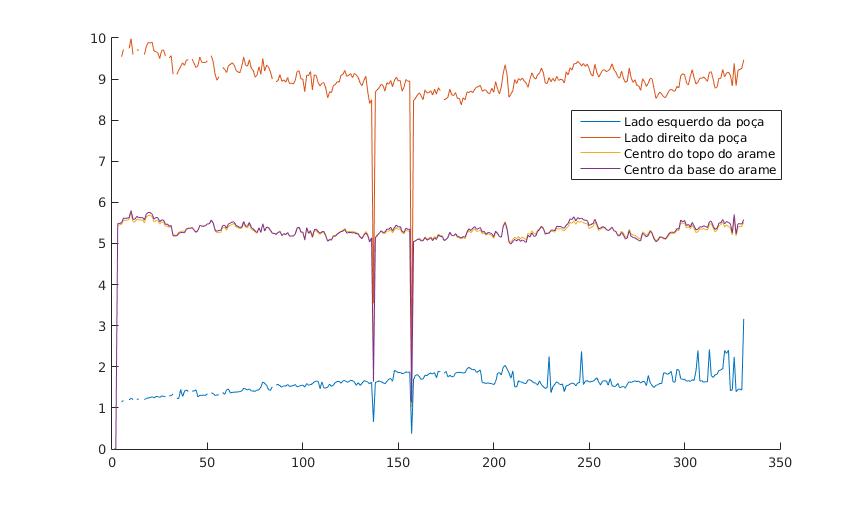 10
9
8
7
6
5
4
3
2
1
0
Lado esquerdo da poça
Lado direito da poça
Centro do topo do arame
Centro da base do arame
0 50 100 150 200 250 300 350